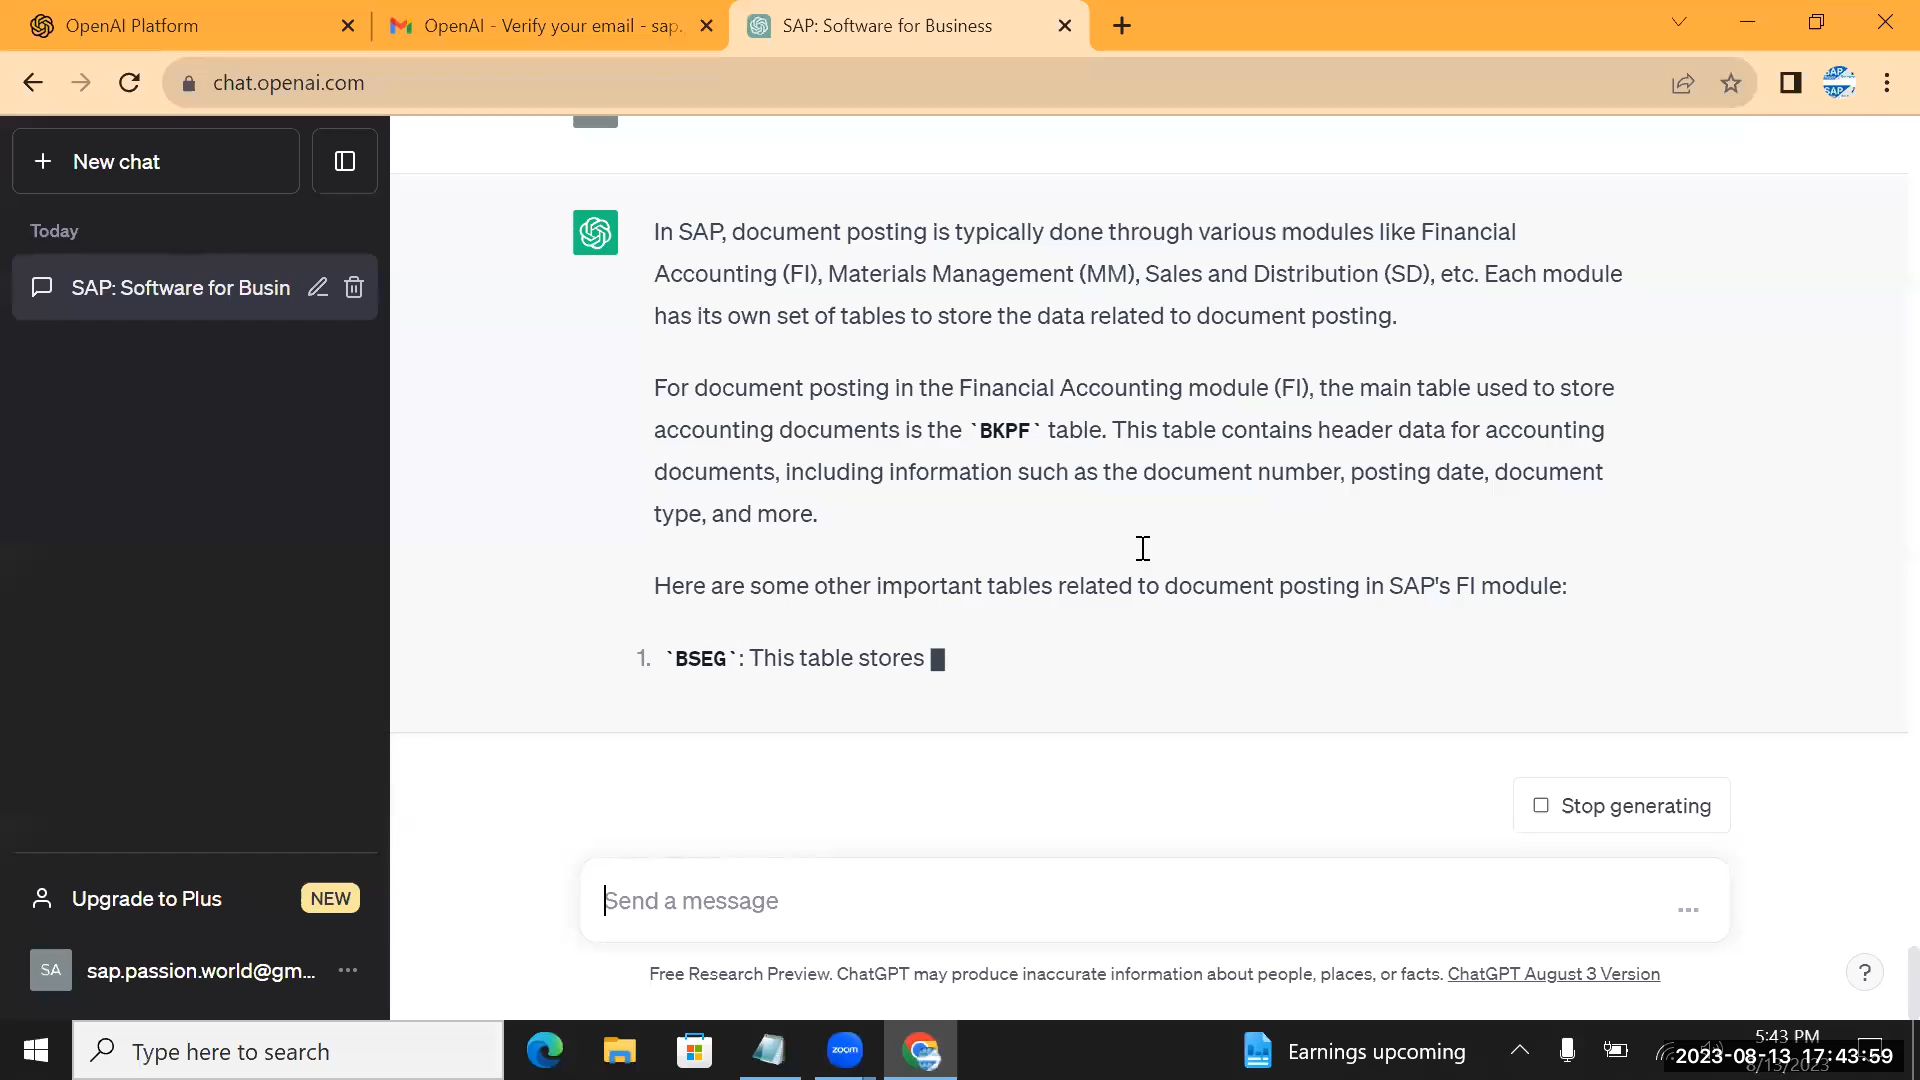 OpenAI Platform
OpenAI - Verify your email - sap.
SAP: Software for Business
chat.openai.com
New chat
Today
SAP: Software for Busin
In SAP, document posting is typically done through various modules like Financial
Accounting (FI), Materials Management (MM), Sales and Distribution (SD), etc. Each module
has its own set of tables to store the data related to document posting.
For document posting in the Financial Accounting module (FI), the main table used to store
accounting documents is the `BKPF` table. This table contains header data for accounting
documents, including information such as the document number, posting date, document
type, and more.
Here are some other important tables related to document posting in SAP's FI module:
1. `BSEG`: This table stores
Stop generating
Send a message
Free Research Preview. ChatGPT may produce inaccurate information about people, places, or facts. ChatGPT August 3 Version
?
Upgrade to Plus NEW
SA sap.passion.world@gm...
Type here to search
zoom
Earnings upcoming
5:43 PM
2023-08-13 17:43:59